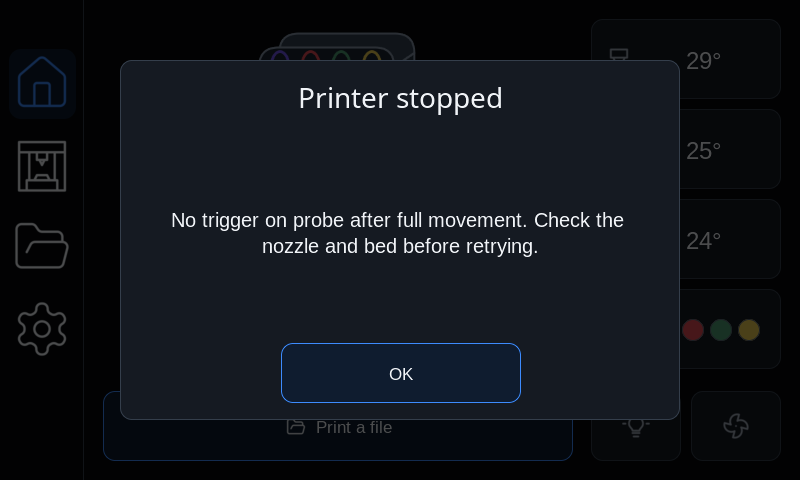 Printer stopped
29°
25°
No trigger on probe after full movement. Check the
nozzle and bed before retrying.
24°
OK
Print a file